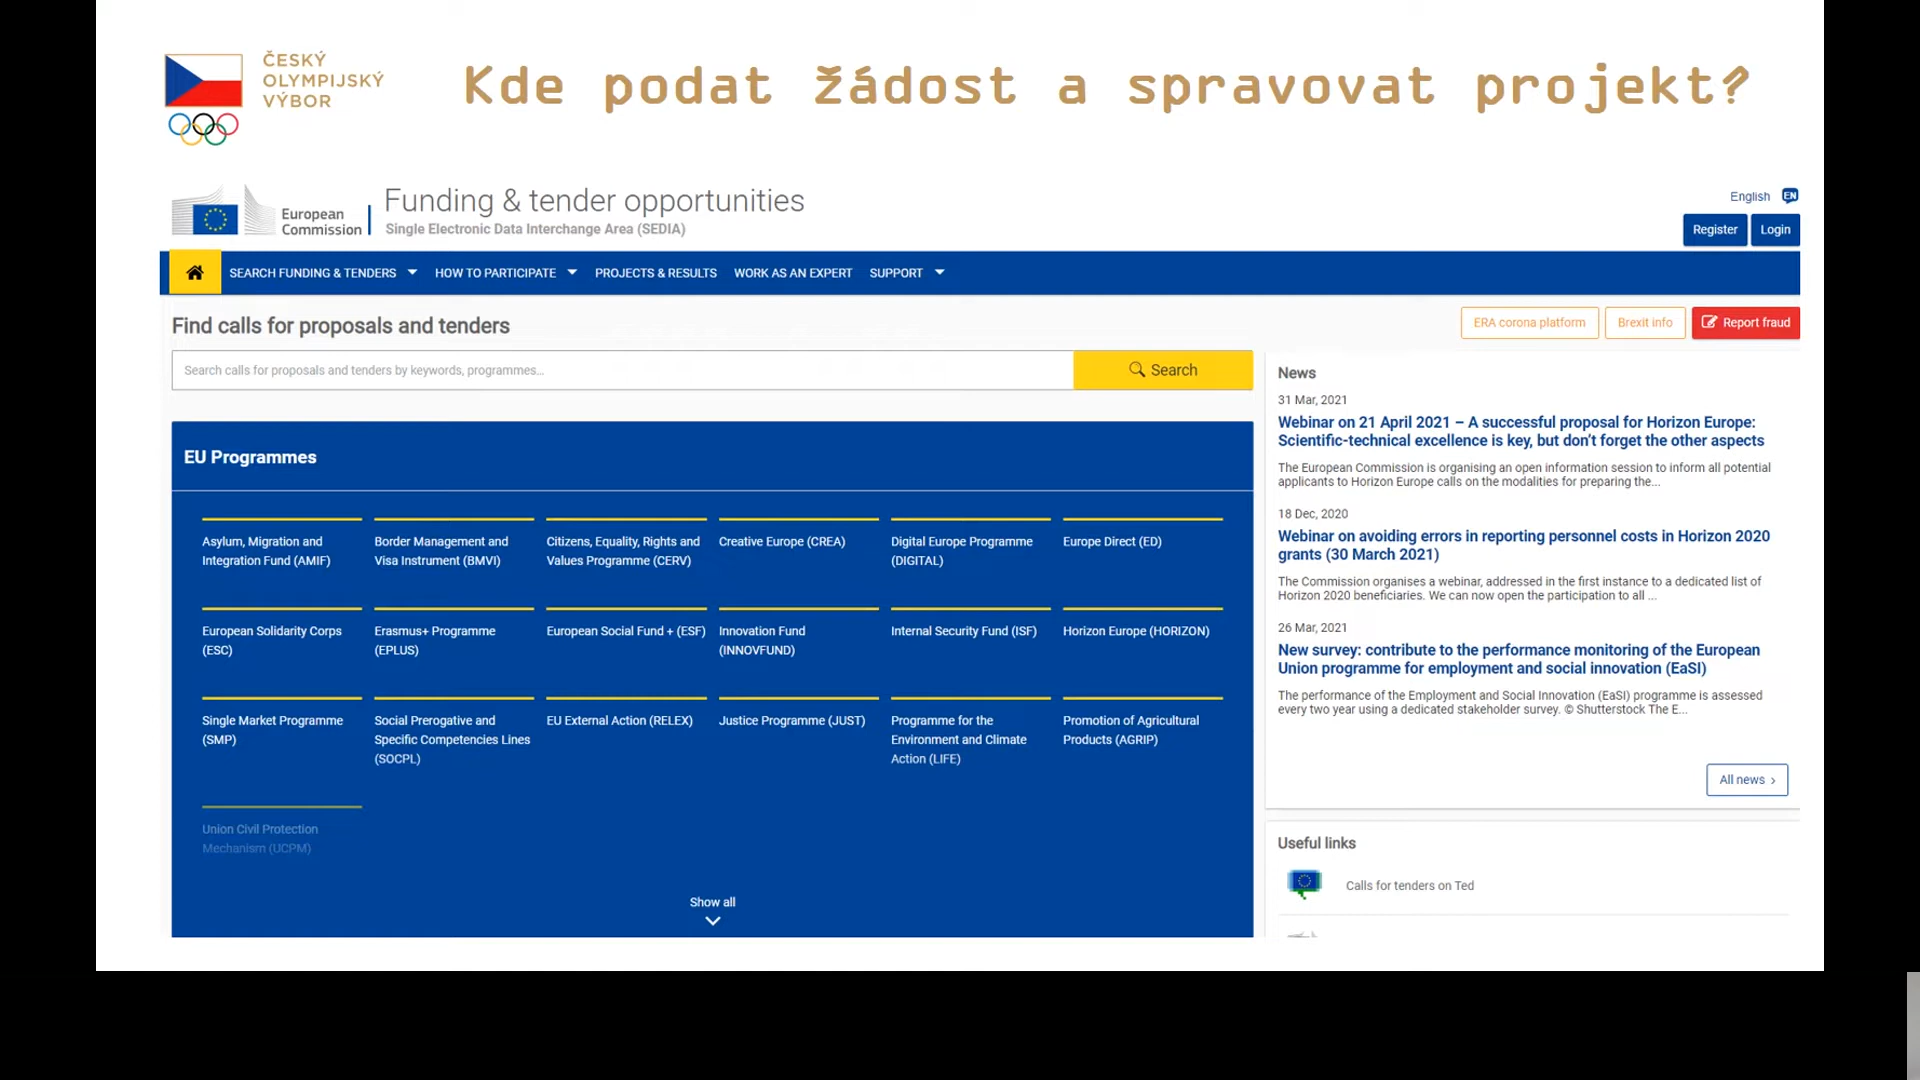 ČESKÝ
OLYMPIJSKÝ
VÝBOR
Kde podat žádost a spravovat projekt?
European
Commission
Funding & tender opportunities
Single Electronic Data Interchange Area (SEDIA)
English EN
Register Login
SEARCH FUNDING & TENDERS HOW TO PARTICIPATE PROJECTS & RESULTS WORK AS AN EXPERT SUPPORT
Find calls for proposals and tenders
ERA corona platform Brexit info Report fraud
Search calls for proposals and tenders by keywords, programmes...
Search
EU Programmes
Asylum, Migration and
Integration Fund (AMIF)
Border Management and
Visa Instrument (BMVI)
Citizens, Equality, Rights and
Values Programme (CERV)
Creative Europe (CREA)
Digital Europe Programme
(DIGITAL)
Europe Direct (ED)
European Solidarity Corps
(ESC)
Erasmus+ Programme
(EPLUS)
European Social Fund + (ESF)
Innovation Fund
(INNOVFUND)
Internal Security Fund (ISF)
Horizon Europe (HORIZON)
Single Market Programme
(SMP)
Social Prerogative and
Specific Competencies Lines
(SOCPL)
EU External Action (RELEX)
Justice Programme (JUST)
Programme for the
Environment and Climate
Action (LIFE)
Promotion of Agricultural
Products (AGRIP)
Union Civil Protection
Mechanism (UCPM)
Show all
News
31 Mar, 2021
Webinar on 21 April 2021 – A successful proposal for Horizon Europe:
Scientific-technical excellence is key, but don't forget the other aspects
The European Commission is organising an open information session to inform all potential
applicants to Horizon Europe calls on the modalities for preparing the...
18 Dec, 2020
Webinar on avoiding errors in reporting personnel costs in Horizon 2020
grants (30 March 2021)
The Commission organises a webinar, addressed in the first instance to a dedicated list of
Horizon 2020 beneficiaries. We can now open the participation to all ...
26 Mar, 2021
New survey: contribute to the performance monitoring of the European
Union programme for employment and social innovation (EaSI)
The performance of the Employment and Social Innovation (EaSI) programme is assessed
every two year using a dedicated stakeholder survey. © Shutterstock The E...
All news ›
Useful links
Calls for tenders on Ted